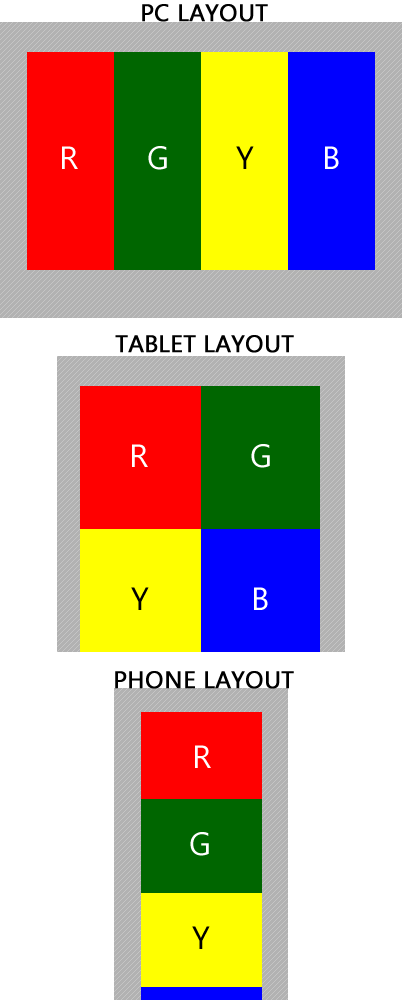 PC LAYOUT
R G Y B
TABLET LAYOUT
R G
Y B
PHONE LAYOUT
R
G
Y